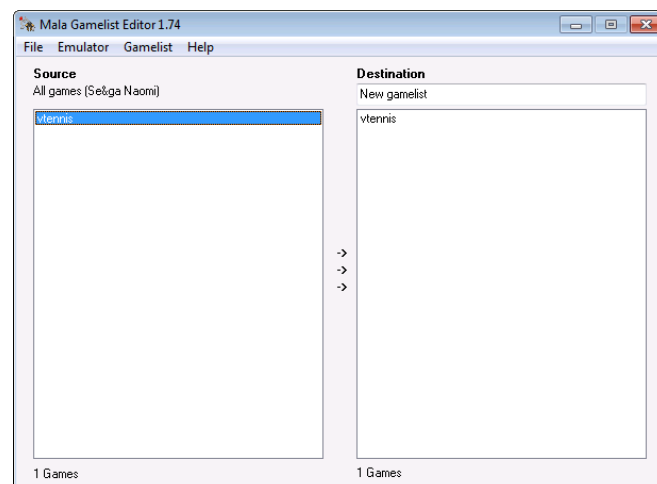 Mala Gamelist Editor 1.74
File Emulator Gamelist Help
Source
All games (Se&ga Naomi)
vtennis
1 Games
->
->
->
Destination
New gamelist
vtennis
1 Games